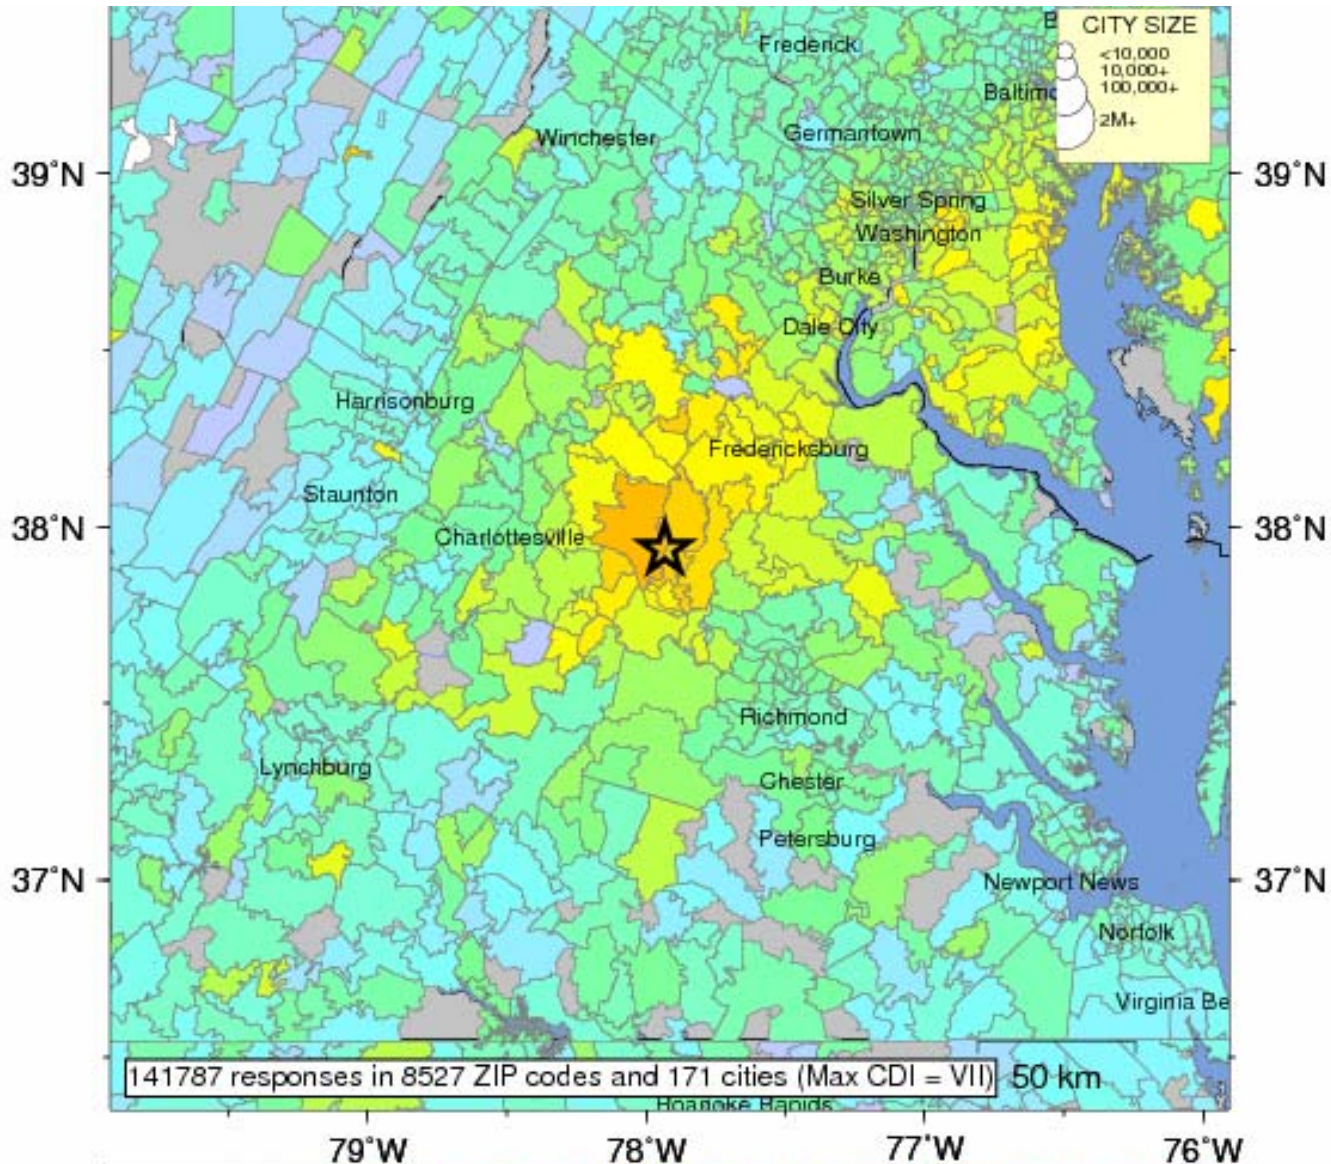 CITY SIZE
<10,000
10,000+
100,000+
2M+
Frederick
Baltimo
Winchester
Germantown
39°N
39°N
Silver Spring
Washington
Burke
Dale City
Harrisonburg
Fredericksburg
Staunton
38°N
Charlottesville
38°N
Richmond
Lynchburg
Chester
Petersburg
37°N
Newport News
37°N
Norfolk
Virginia Be
141787 responses in 8527 ZIP codes and 171 cities (Max CDI = VII)
50 km
Roanoke Rapids
79°W
78°W
77°W
76°W